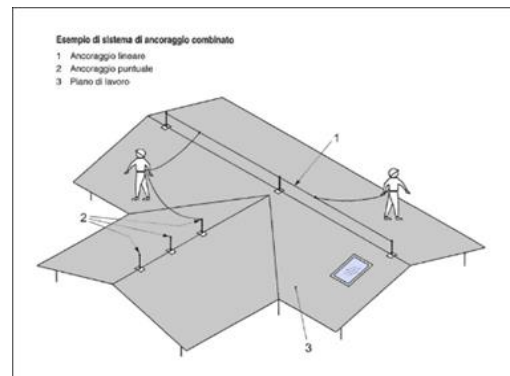 Esempio di sistema di ancoraggio combinato
1 Ancoraggio lineare
2 Ancoraggio puntuale
3 Piano di lavoro
1
2
3